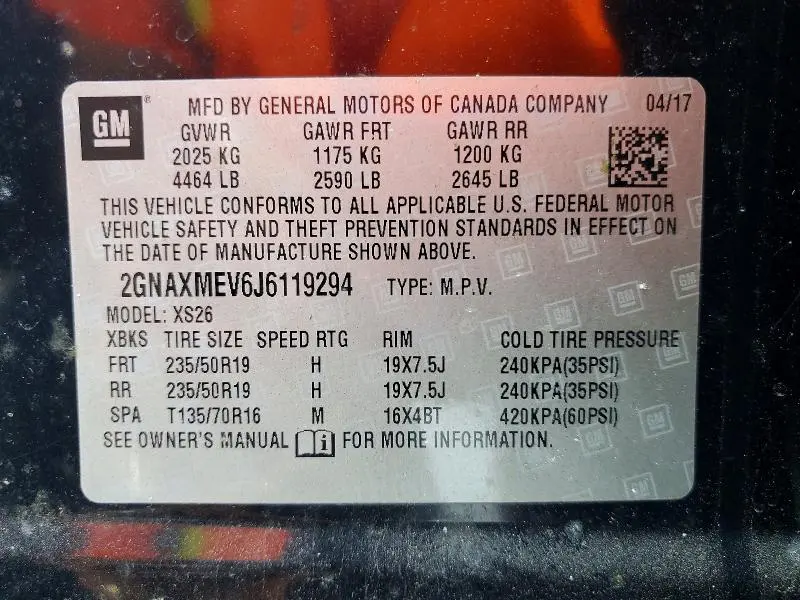 GM ® MFD BY GENERAL MOTORS OF CANADA COMPANY 04/17
GVWR GAWR FRT GAWR RR
2025 KG 1175 KG 1200 KG
4464 LB 2590 LB 2645 LB
THIS VEHICLE CONFORMS TO ALL APPLICABLE U.S. FEDERAL MOTOR
VEHICLE SAFETY AND THEFT PREVENTION STANDARDS IN EFFECT ON
THE DATE OF MANUFACTURE SHOWN ABOVE.
2GNAXMEV6J6119294 TYPE: M.P.V.
MODEL: XS26
XBKS TIRE SIZE SPEED RTG RIM COLD TIRE PRESSURE
FRT 235/50R19 H 19X7.5J 240KPA(35PSI)
RR 235/50R19 H 19X7.5J 240KPA(35PSI)
SPA T135/70R16 M 16X4BT 420KPA(60PSI)
SEE OWNER'S MANUAL i FOR MORE INFORMATION.